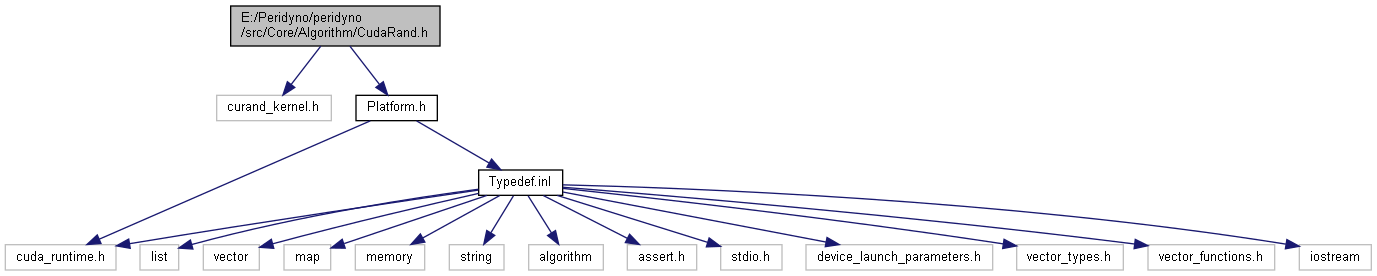 E:/Peridyno/peridyno
/src/Core/Algorithm/CudaRand.h
curand_kernel.h
Platform.h
Typedef.inl
cuda_runtime.h
list
vector
map
memory
string
algorithm
assert.h
stdio.h
device_launch_parameters.h
vector_types.h
vector_functions.h
iostream